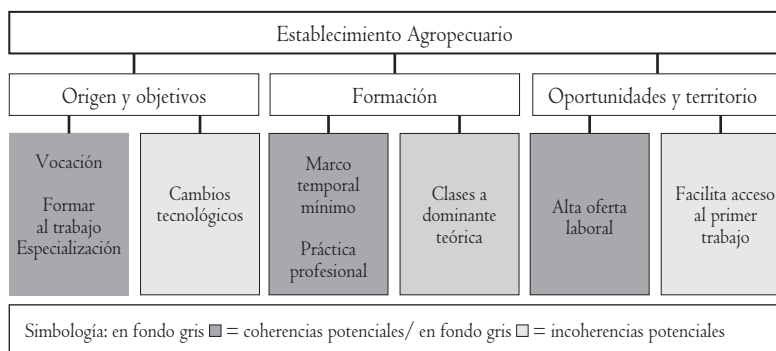 Establecimiento Agropecuario
Origen y objetivos
Formación
Oportunidades y territorio
Vocación
Formar
al trabajo
Especialización
Cambios
tecnológicos
Marco
temporal
mínimo
Práctica
profesional
Clases a
dominante
teórica
Alta oferta
laboral
Facilita acceso
al primer
trabajo
Simbología: en fondo gris = coherencias potenciales/ en fondo gris = incoherencias potenciales